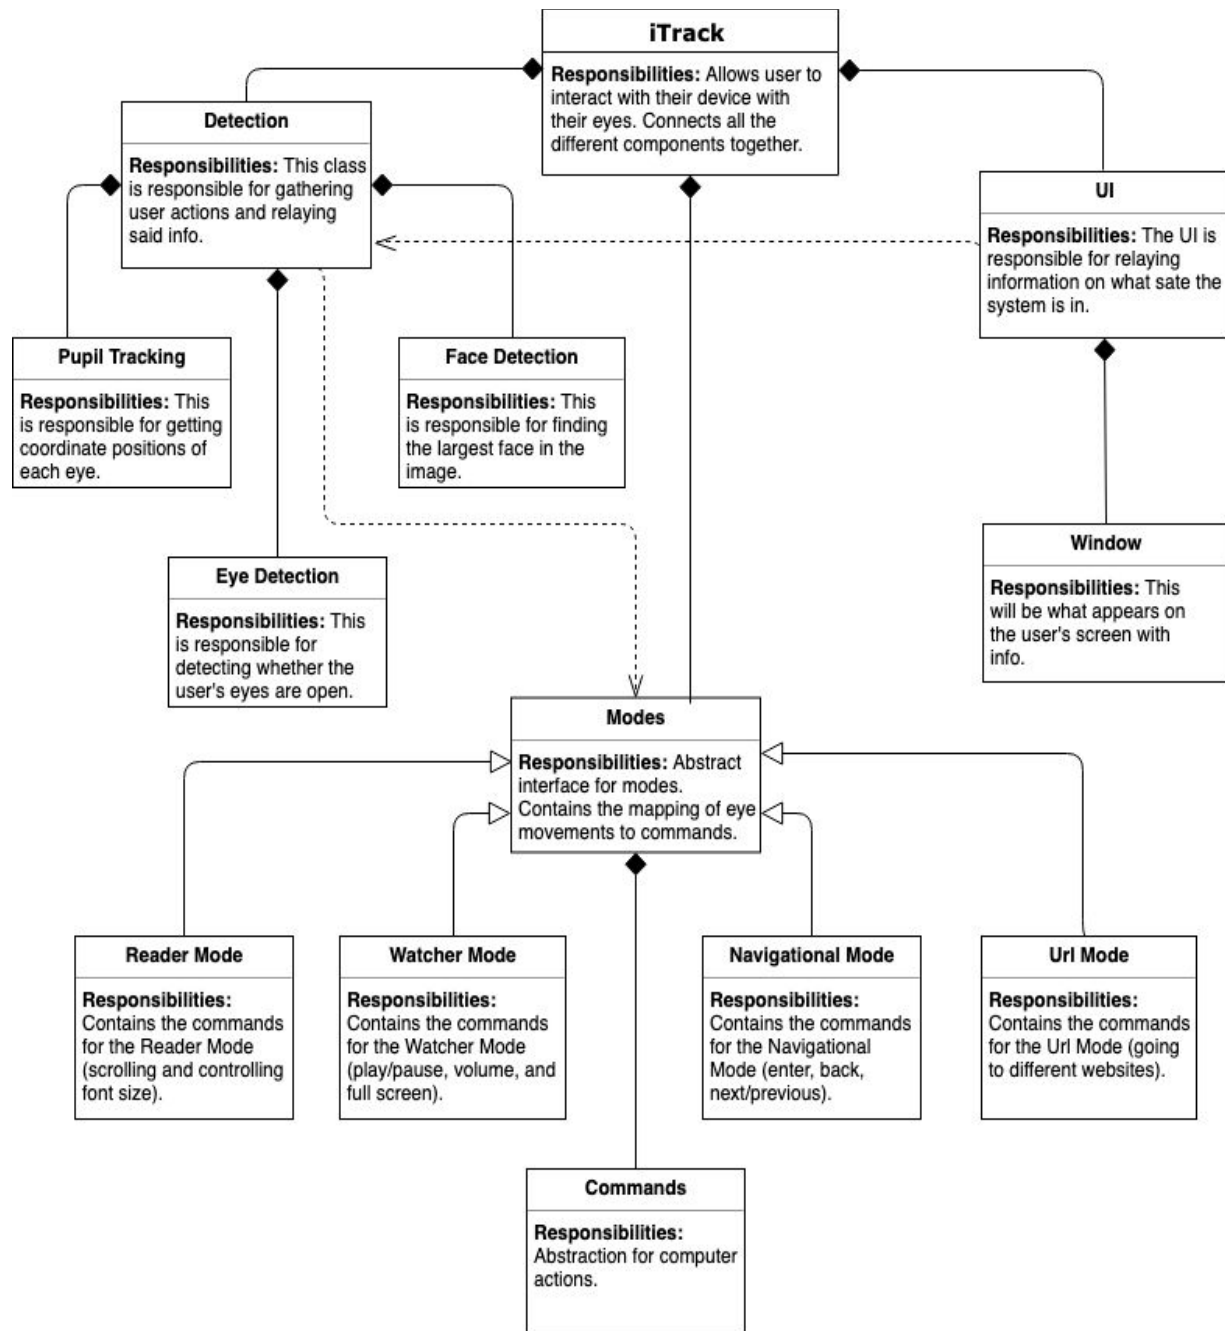 iTrack
Responsibilities: Allows user to
interact with their device with
their eyes. Connects all the
different components together.
Detection
Responsibilities: This class
is responsible for gathering
user actions and relaying
said info.
UI
Responsibilities: The UI is
responsible for relaying
information on what sate the
system is in.
Pupil Tracking
Responsibilities: This
is responsible for getting
coordinate positions of
each eye.
Face Detection
Responsibilities: This
is responsible for finding
the largest face in the
image.
Eye Detection
Responsibilities: This
is responsible for
detecting whether the
user's eyes are open.
Window
Responsibilities: This
will be what appears on
the user's screen with
info.
Modes
Responsibilities: Abstract
interface for modes.
Contains the mapping of eye
movements to commands.
Reader Mode
Responsibilities:
Contains the commands
for the Reader Mode
(scrolling and controlling
font size).
Watcher Mode
Responsibilities:
Contains the commands
for the Watcher Mode
(play/pause, volume, and
full screen).
Navigational Mode
Responsibilities:
Contains the commands
for the Navigational
Mode (enter, back,
next/previous).
Url Mode
Responsibilities:
Contains the commands
for the Url Mode (going
to different websites).
Commands
Responsibilities:
Abstraction for computer
actions.